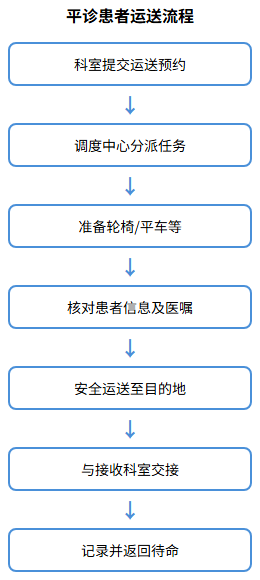 平诊患者运送流程
科室提交运送预约
调度中心分派任务
准备轮椅/平车等
核对患者信息及医嘱
安全运送至目的地
与接收科室交接
记录并返回待命